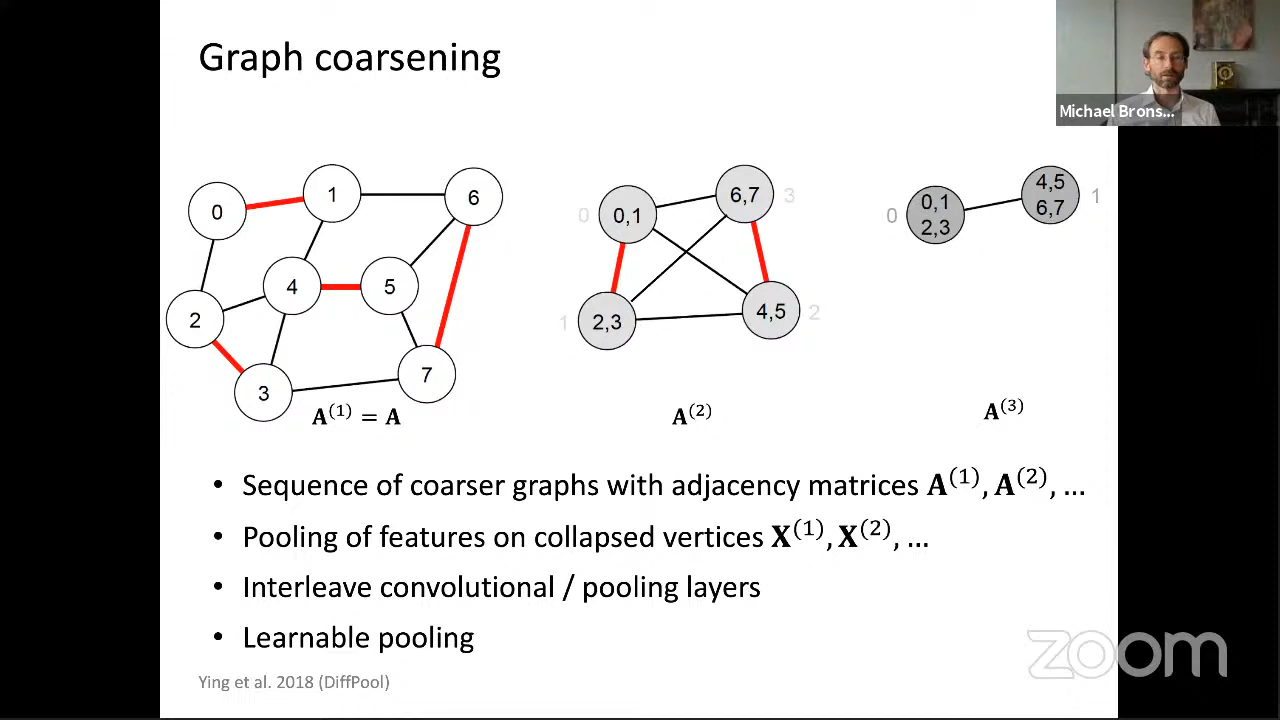 Graph coarsening
Michael Brons...
0
1
6
4
5
2
3
7
A^(1) = A
0
0,1
6,7
3
1
2,3
4,5
2
A^(2)
0
0,1
2,3
4,5
6,7
1
A^(3)
• Sequence of coarser graphs with adjacency matrices A^(1), A^(2), ...
• Pooling of features on collapsed vertices X^(1), X^(2), ...
• Interleave convolutional / pooling layers
• Learnable pooling
Ying et al. 2018 (DiffPool)
zoom